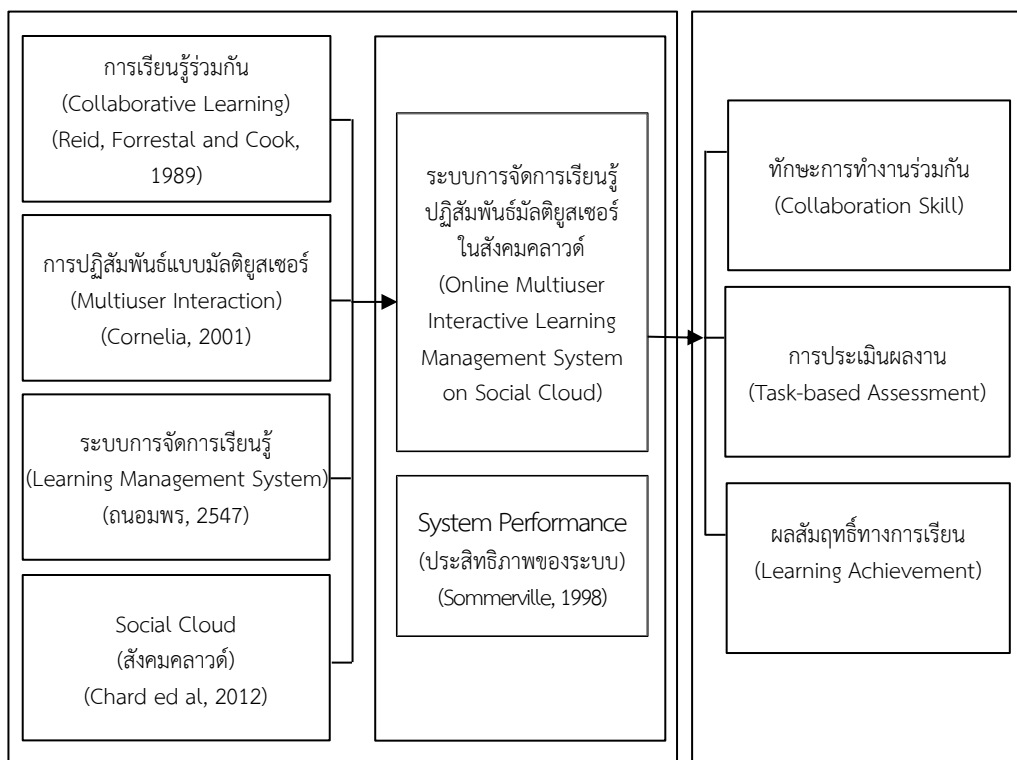 การเรียนรู้ร่วมกัน
(Collaborative Learning)
(Reid, Forrestal and Cook,
1989)
การปฏิสัมพันธ์แบบมัลติยูสเซอร์
(Multiuser Interaction)
(Cornelia, 2001)
ระบบการจัดการเรียนรู้
(Learning Management System)
(ถนอมพร, 2547)
Social Cloud
(สังคมคลาวด์)
(Chard ed al, 2012)
ระบบการจัดการเรียนรู้
ปฏิสัมพันธ์มัลติยูสเซอร์
ในสังคมคลาวด์
(Online Multiuser
Interactive Learning
Management System
on Social Cloud)
System Performance
(ประสิทธิภาพของระบบ)
(Sommerville, 1998)
ทักษะการทำงานร่วมกัน
(Collaboration Skill)
การประเมินผลงาน
(Task-based Assessment)
ผลสัมฤทธิ์ทางการเรียน
(Learning Achievement)